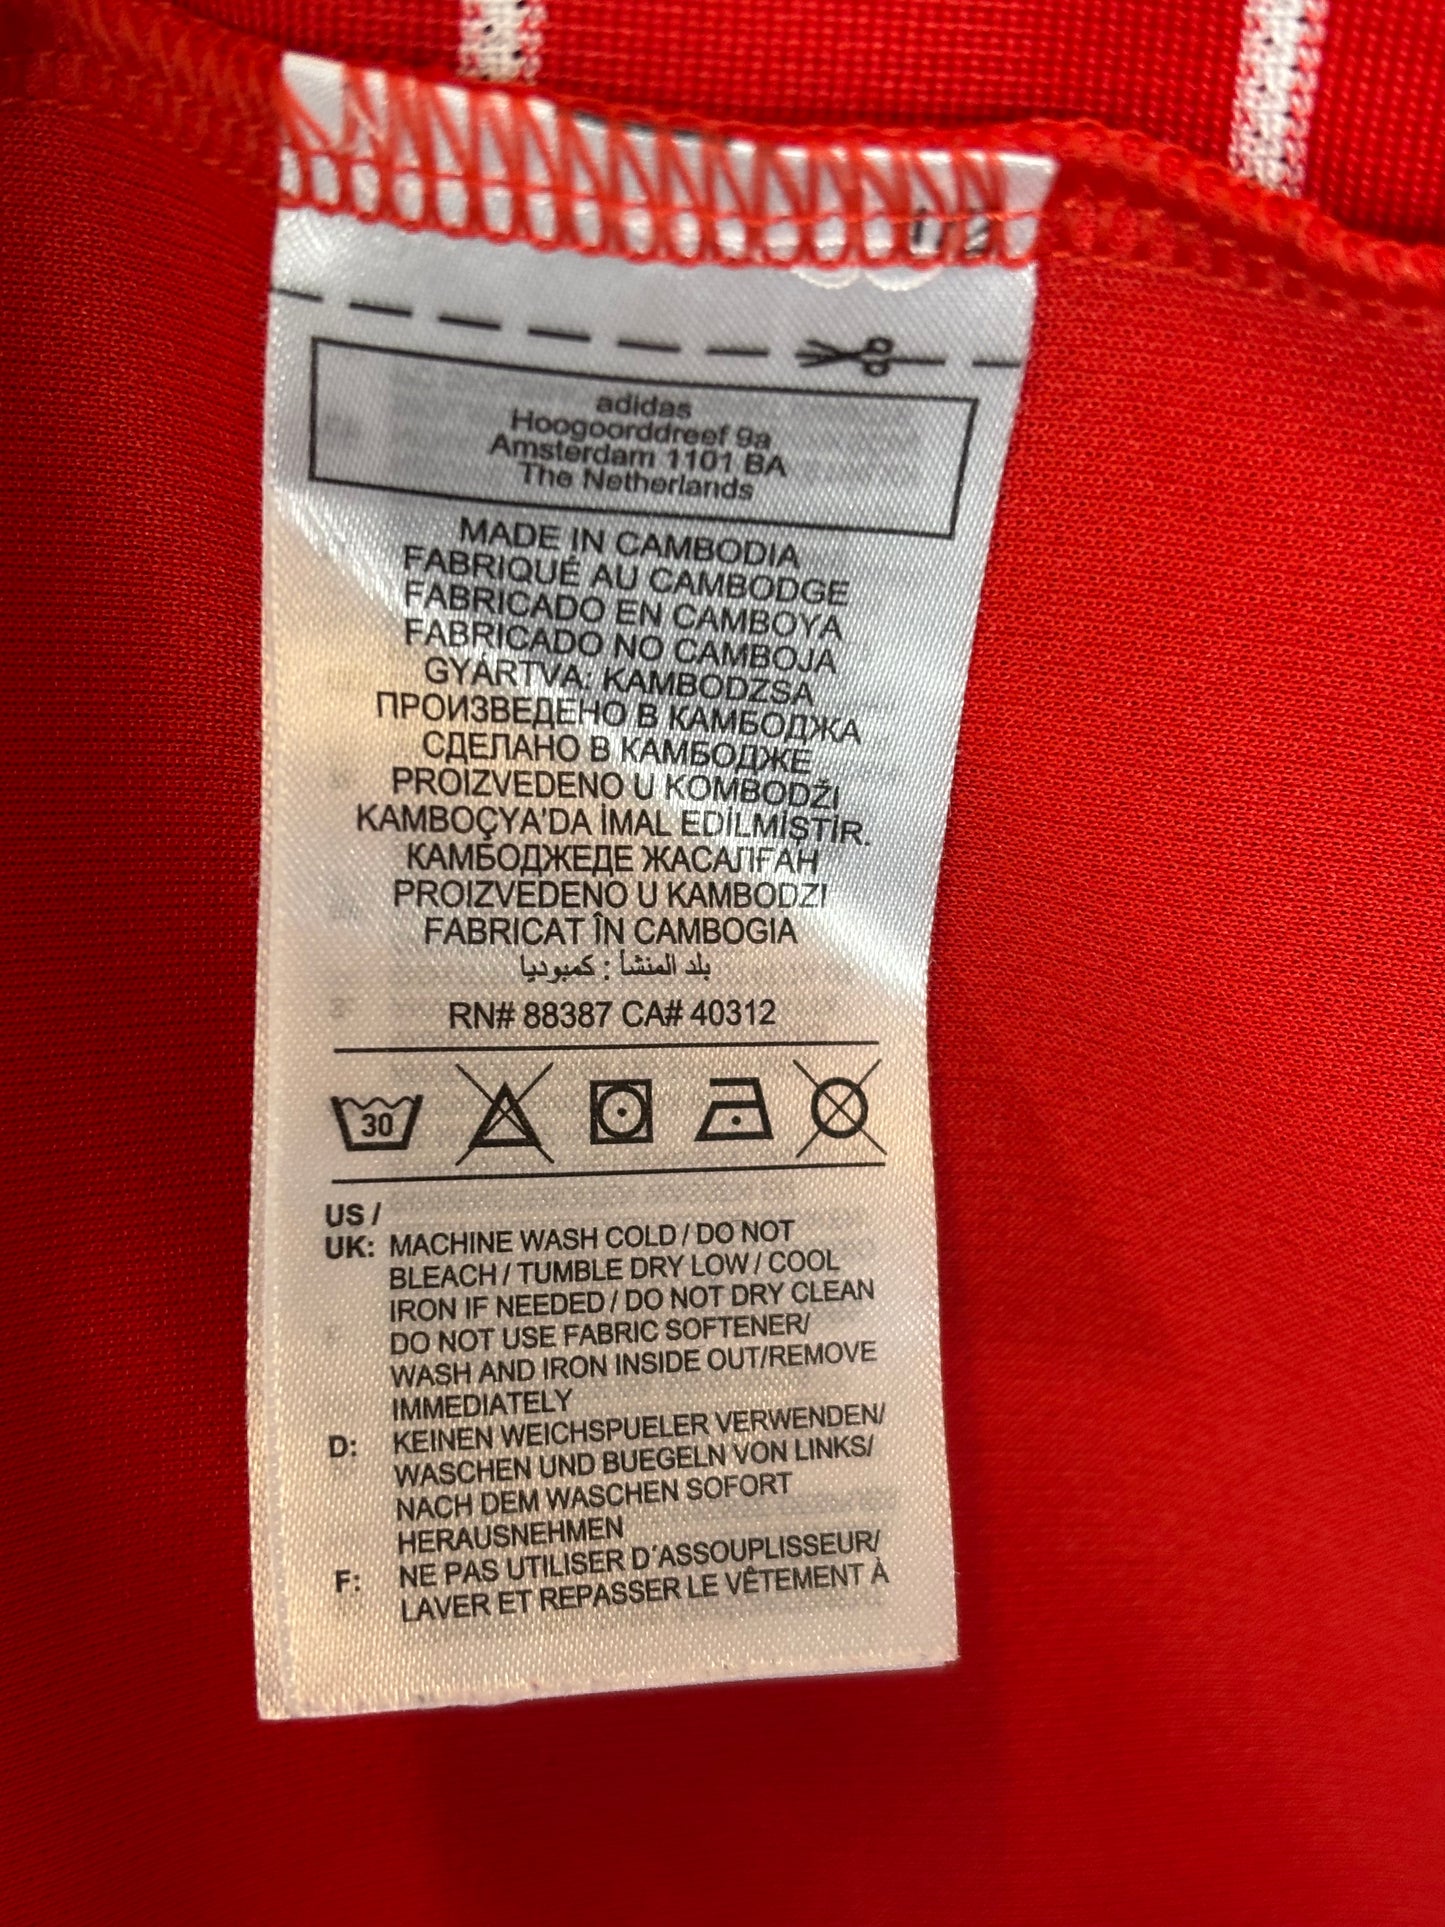 1/2
adidas
Hoogoorddreef 9a
Amsterdam 1101 BA
The Netherlands
MADE IN CAMBODIA
FABRIQUÉ AU CAMBODGE
FABRICADO EN CAMBOYA
FABRICADO NO CAMBOJA
GYÁRTVA: KAMBODZSA
ПРОИЗВЕДЕНО В КАМБОДЖА
СДЕЛАНО В КАМБОДЖЕ
PROIZVEDENO U KOMBODŽI
KAMBOÇYA'DA İMAL EDİLMİŞTİR.
КАМБОДЖЕДЕ ЖАСАЛҒАН
PROIZVEDENO U KAMBODZI
FABRICAT ÎN CAMBOGIA
بلد المنشأ : كمبوديا
RN# 88387 CA# 40312
30
US /
UK: MACHINE WASH COLD / DO NOT
BLEACH / TUMBLE DRY LOW / COOL
IRON IF NEEDED / DO NOT DRY CLEAN
DO NOT USE FABRIC SOFTENER/
WASH AND IRON INSIDE OUT/REMOVE
IMMEDIATELY
D: KEINEN WEICHSPUELER VERWENDEN/
WASCHEN UND BUEGELN VON LINKS/
NACH DEM WASCHEN SOFORT
HERAUSNEHMEN
F: NE PAS UTILISER D'ASSOUPLISSEUR/
LAVER ET REPASSER LE VÊTEMENT À